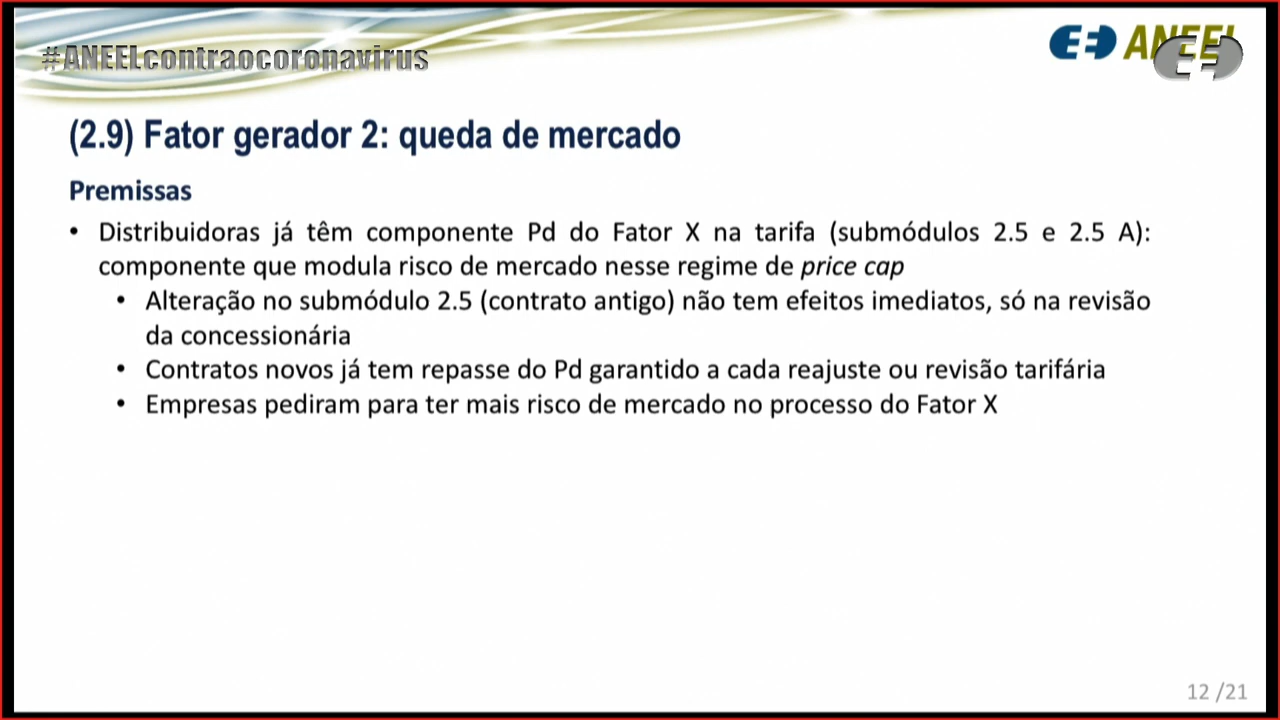 #ANEELcontraocoronavirus
ANEEL
(2.9) Fator gerador 2: queda de mercado
Premissas
• Distribuidoras já têm componente Pd do Fator X na tarifa (submódulos 2.5 e 2.5 A):
componente que modula risco de mercado nesse regime de price cap
• Alteração no submódulo 2.5 (contrato antigo) não tem efeitos imediatos, só na revisão
da concessionária
• Contratos novos já tem repasse do Pd garantido a cada reajuste ou revisão tarifária
• Empresas pediram para ter mais risco de mercado no processo do Fator X
12 /21